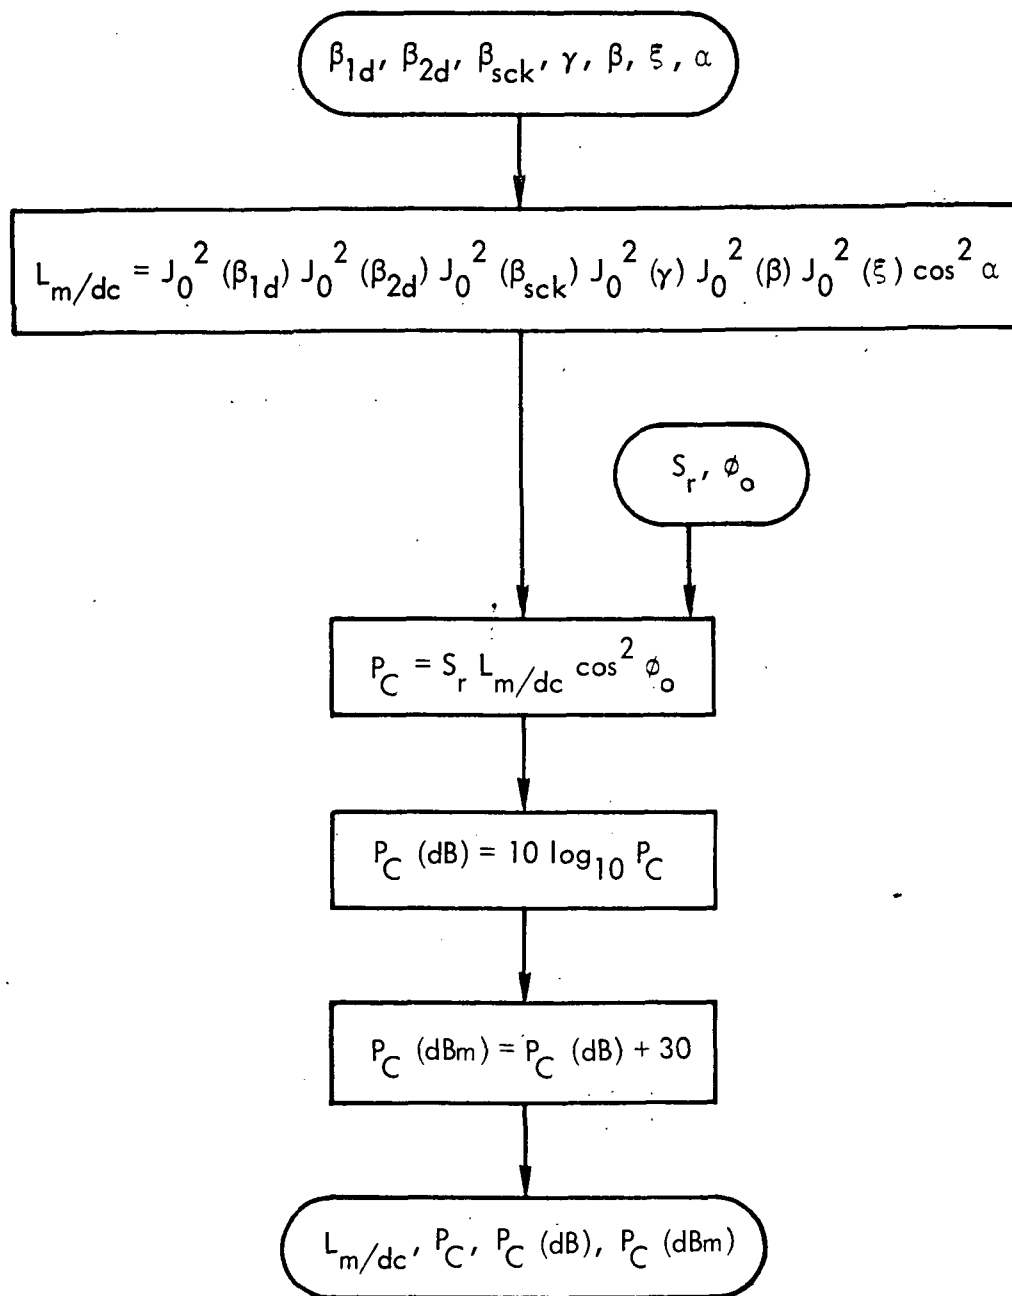 β1d, β2d, βsck, γ, β, ξ, α
Lm/dc = J0² (β1d) J0² (β2d) J0² (βsck) J0² (γ) J0² (β) J0² (ξ) cos² α
Sr, ϕo
PC = Sr Lm/dc cos² ϕo
PC (dB) = 10 log10 PC
PC (dBm) = PC (dB) + 30
Lm/dc, PC, PC (dB), PC (dBm)